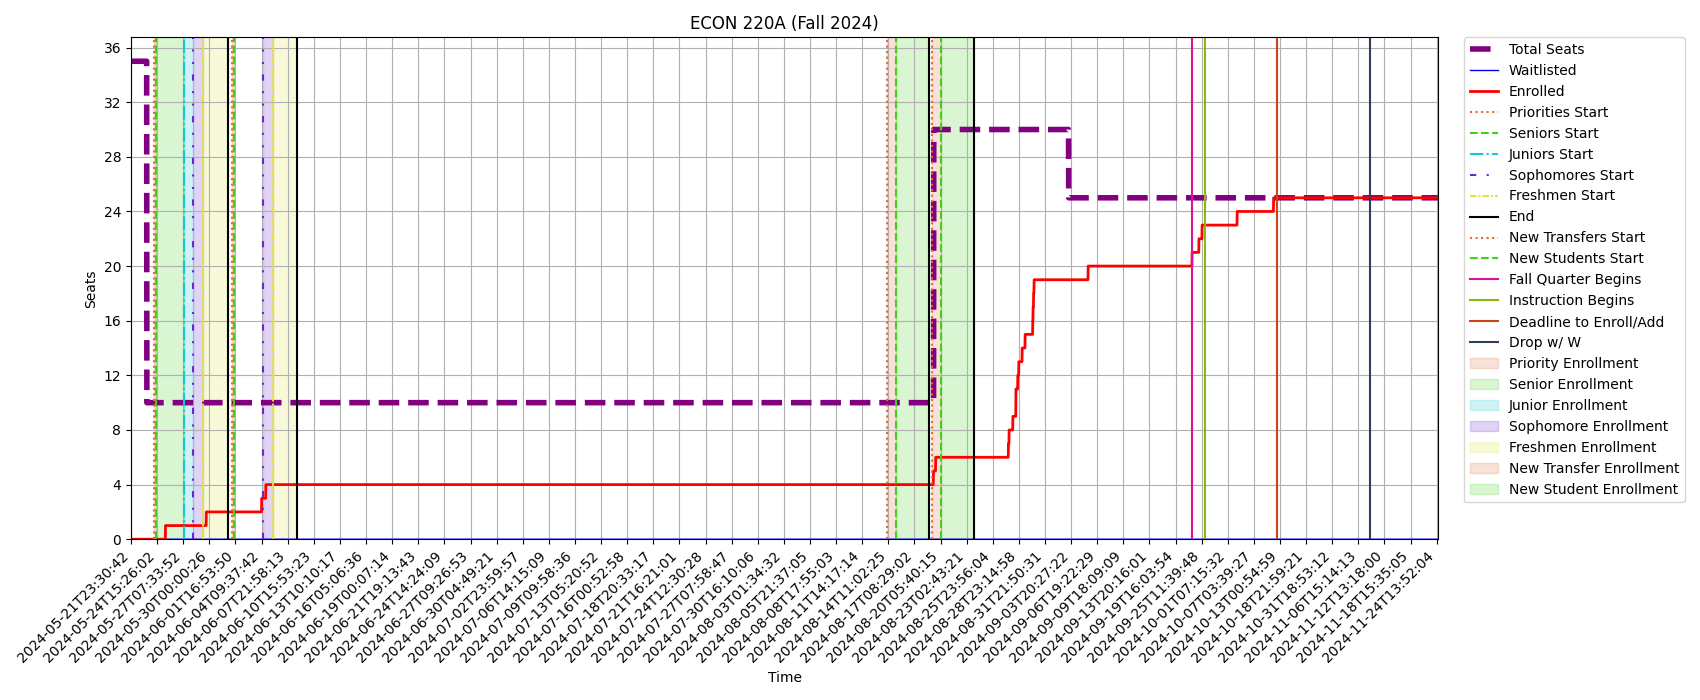 ECON 220A (Fall 2024)
36
32
28
24
20
16
12
8
4
0
Seats
2024-05-21T23:30:42
2024-05-24T15:26:02
2024-05-27T07:33:52
2024-05-30T00:00:26
2024-06-01T16:53:50
2024-06-04T09:37:42
2024-06-07T21:58:13
2024-06-10T15:53:23
2024-06-13T10:10:17
2024-06-16T05:06:36
2024-06-19T00:07:14
2024-06-21T19:13:43
2024-06-24T14:24:09
2024-06-27T09:26:53
2024-06-30T04:49:21
2024-07-02T23:59:57
2024-07-06T14:15:09
2024-07-09T09:58:36
2024-07-13T05:20:52
2024-07-16T00:52:58
2024-07-18T20:33:17
2024-07-21T16:21:01
2024-07-24T12:30:28
2024-07-27T07:58:47
2024-07-30T16:10:06
2024-08-03T01:34:32
2024-08-05T21:37:05
2024-08-08T17:55:03
2024-08-11T14:17:14
2024-08-14T11:02:25
2024-08-17T08:29:02
2024-08-20T05:40:15
2024-08-23T02:43:21
2024-08-25T23:56:04
2024-08-28T23:14:58
2024-08-31T21:50:31
2024-09-03T20:27:22
2024-09-06T19:22:29
2024-09-09T18:09:09
2024-09-13T20:16:01
2024-09-19T16:03:54
2024-09-25T11:39:48
2024-10-01T07:15:32
2024-10-07T03:39:27
2024-10-13T00:54:59
2024-10-18T21:59:21
2024-10-31T18:53:12
2024-11-06T15:14:13
2024-11-12T13:18:00
2024-11-18T15:35:05
2024-11-24T13:52:04
Time
Total Seats
Waitlisted
Enrolled
Priorities Start
Seniors Start
Juniors Start
Sophomores Start
Freshmen Start
End
New Transfers Start
New Students Start
Fall Quarter Begins
Instruction Begins
Deadline to Enroll/Add
Drop w/ W
Priority Enrollment
Senior Enrollment
Junior Enrollment
Sophomore Enrollment
Freshmen Enrollment
New Transfer Enrollment
New Student Enrollment